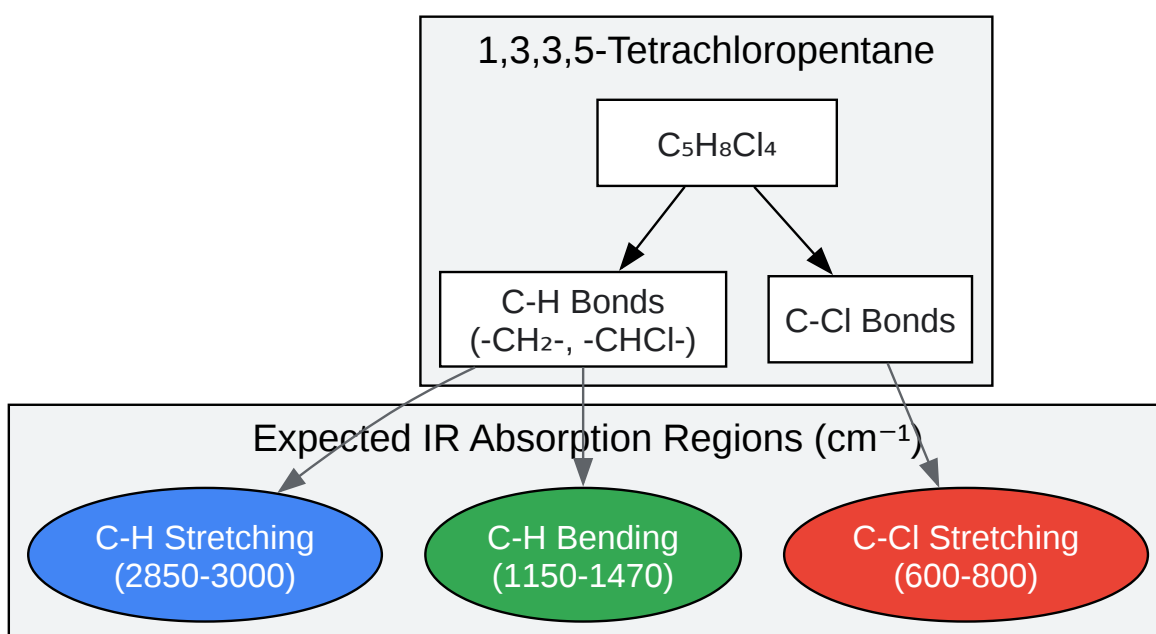 1,3,3,5-Tetrachloropentane
C₅H₈Cl₄
C-H Bonds
(-CH₂-, -CHCl-)
C-Cl Bonds
Expected IR Absorption Regions (cm⁻¹)
C-H Stretching
(2850-3000)
C-H Bending
(1150-1470)
C-Cl Stretching
(600-800)